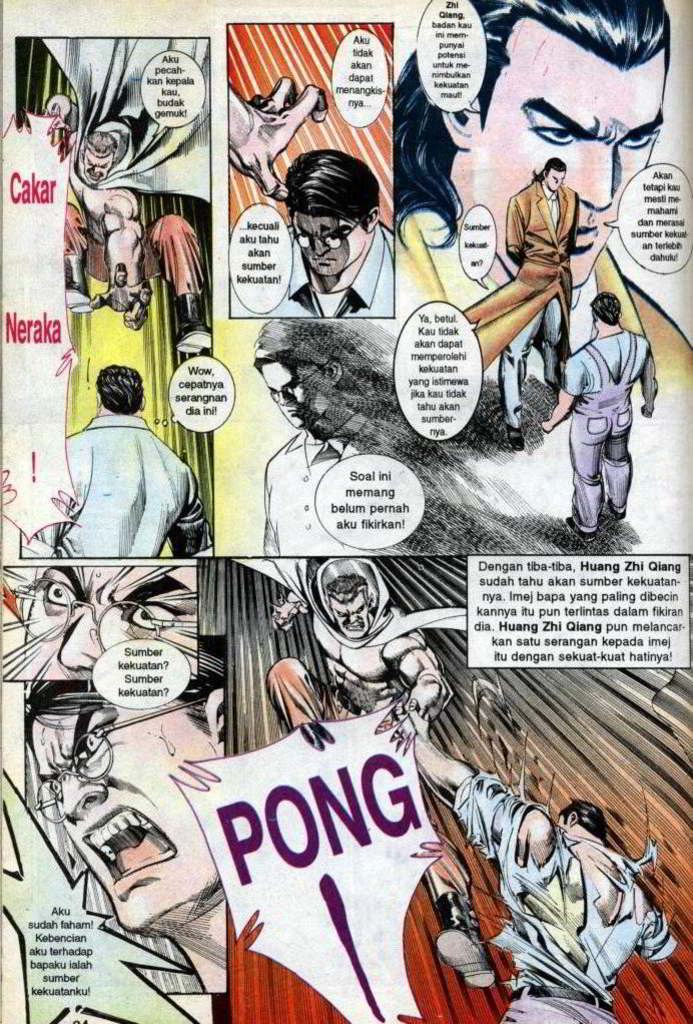 Aku
pecah-
kan kepala
kau,
budak
gemuk!
Cakar
Neraka
!
Wow,
cepatnya
serangnan
dia ini!
Aku
tidak
akan
dapat
menangkis-
nya...
...kecuali
aku tahu
akan
sumber
kekuatan!
Zhi
Qiang,
badan kau
ini mem-
punyai
potensi
untuk me-
nimbulkan
kekuatan
maut!
Akan
tetapi kau
mesti me-
mahami
dan merasai
sumber kekuat-
an terlebih
dahulu!
Sumber
kekuat-
an?
Ya, betul.
Kau tidak
akan dapat
memperolehi
kekuatan
yang istimewa
jika kau tidak
tahu akan
sumber-
nya.
Soal ini
memang
belum pernah
aku fikirkan!
Dengan tiba-tiba, Huang Zhi Qiang
sudah tahu akan sumber kekuatan-
nya. Imej bapa yang paling dibecin
kannya itu pun terlintas dalam fikiran
dia. Huang Zhi Qiang pun melancar-
kan satu serangan kepada imej
itu dengan sekuat-kuat hatinya!
Sumber
kekuatan?
Sumber
kekuatan?
PONG
!
Aku
sudah faham!
Kebencian
aku terhadap
bapaku ialah
sumber
kekuatanku!